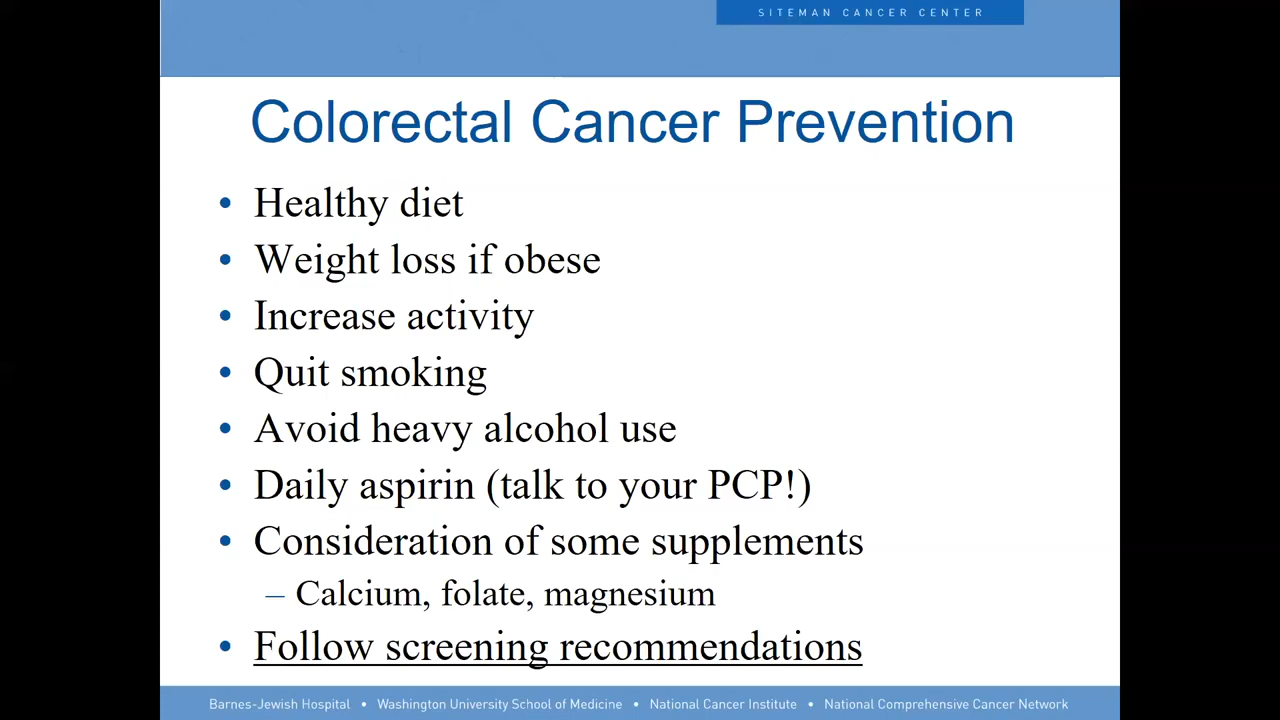 SITEMAN CANCER CENTER
Colorectal Cancer Prevention
• Healthy diet
• Weight loss if obese
• Increase activity
• Quit smoking
• Avoid heavy alcohol use
• Daily aspirin (talk to your PCP!)
• Consideration of some supplements
– Calcium, folate, magnesium
• Follow screening recommendations
Barnes-Jewish Hospital • Washington University School of Medicine • National Cancer Institute • National Comprehensive Cancer Network